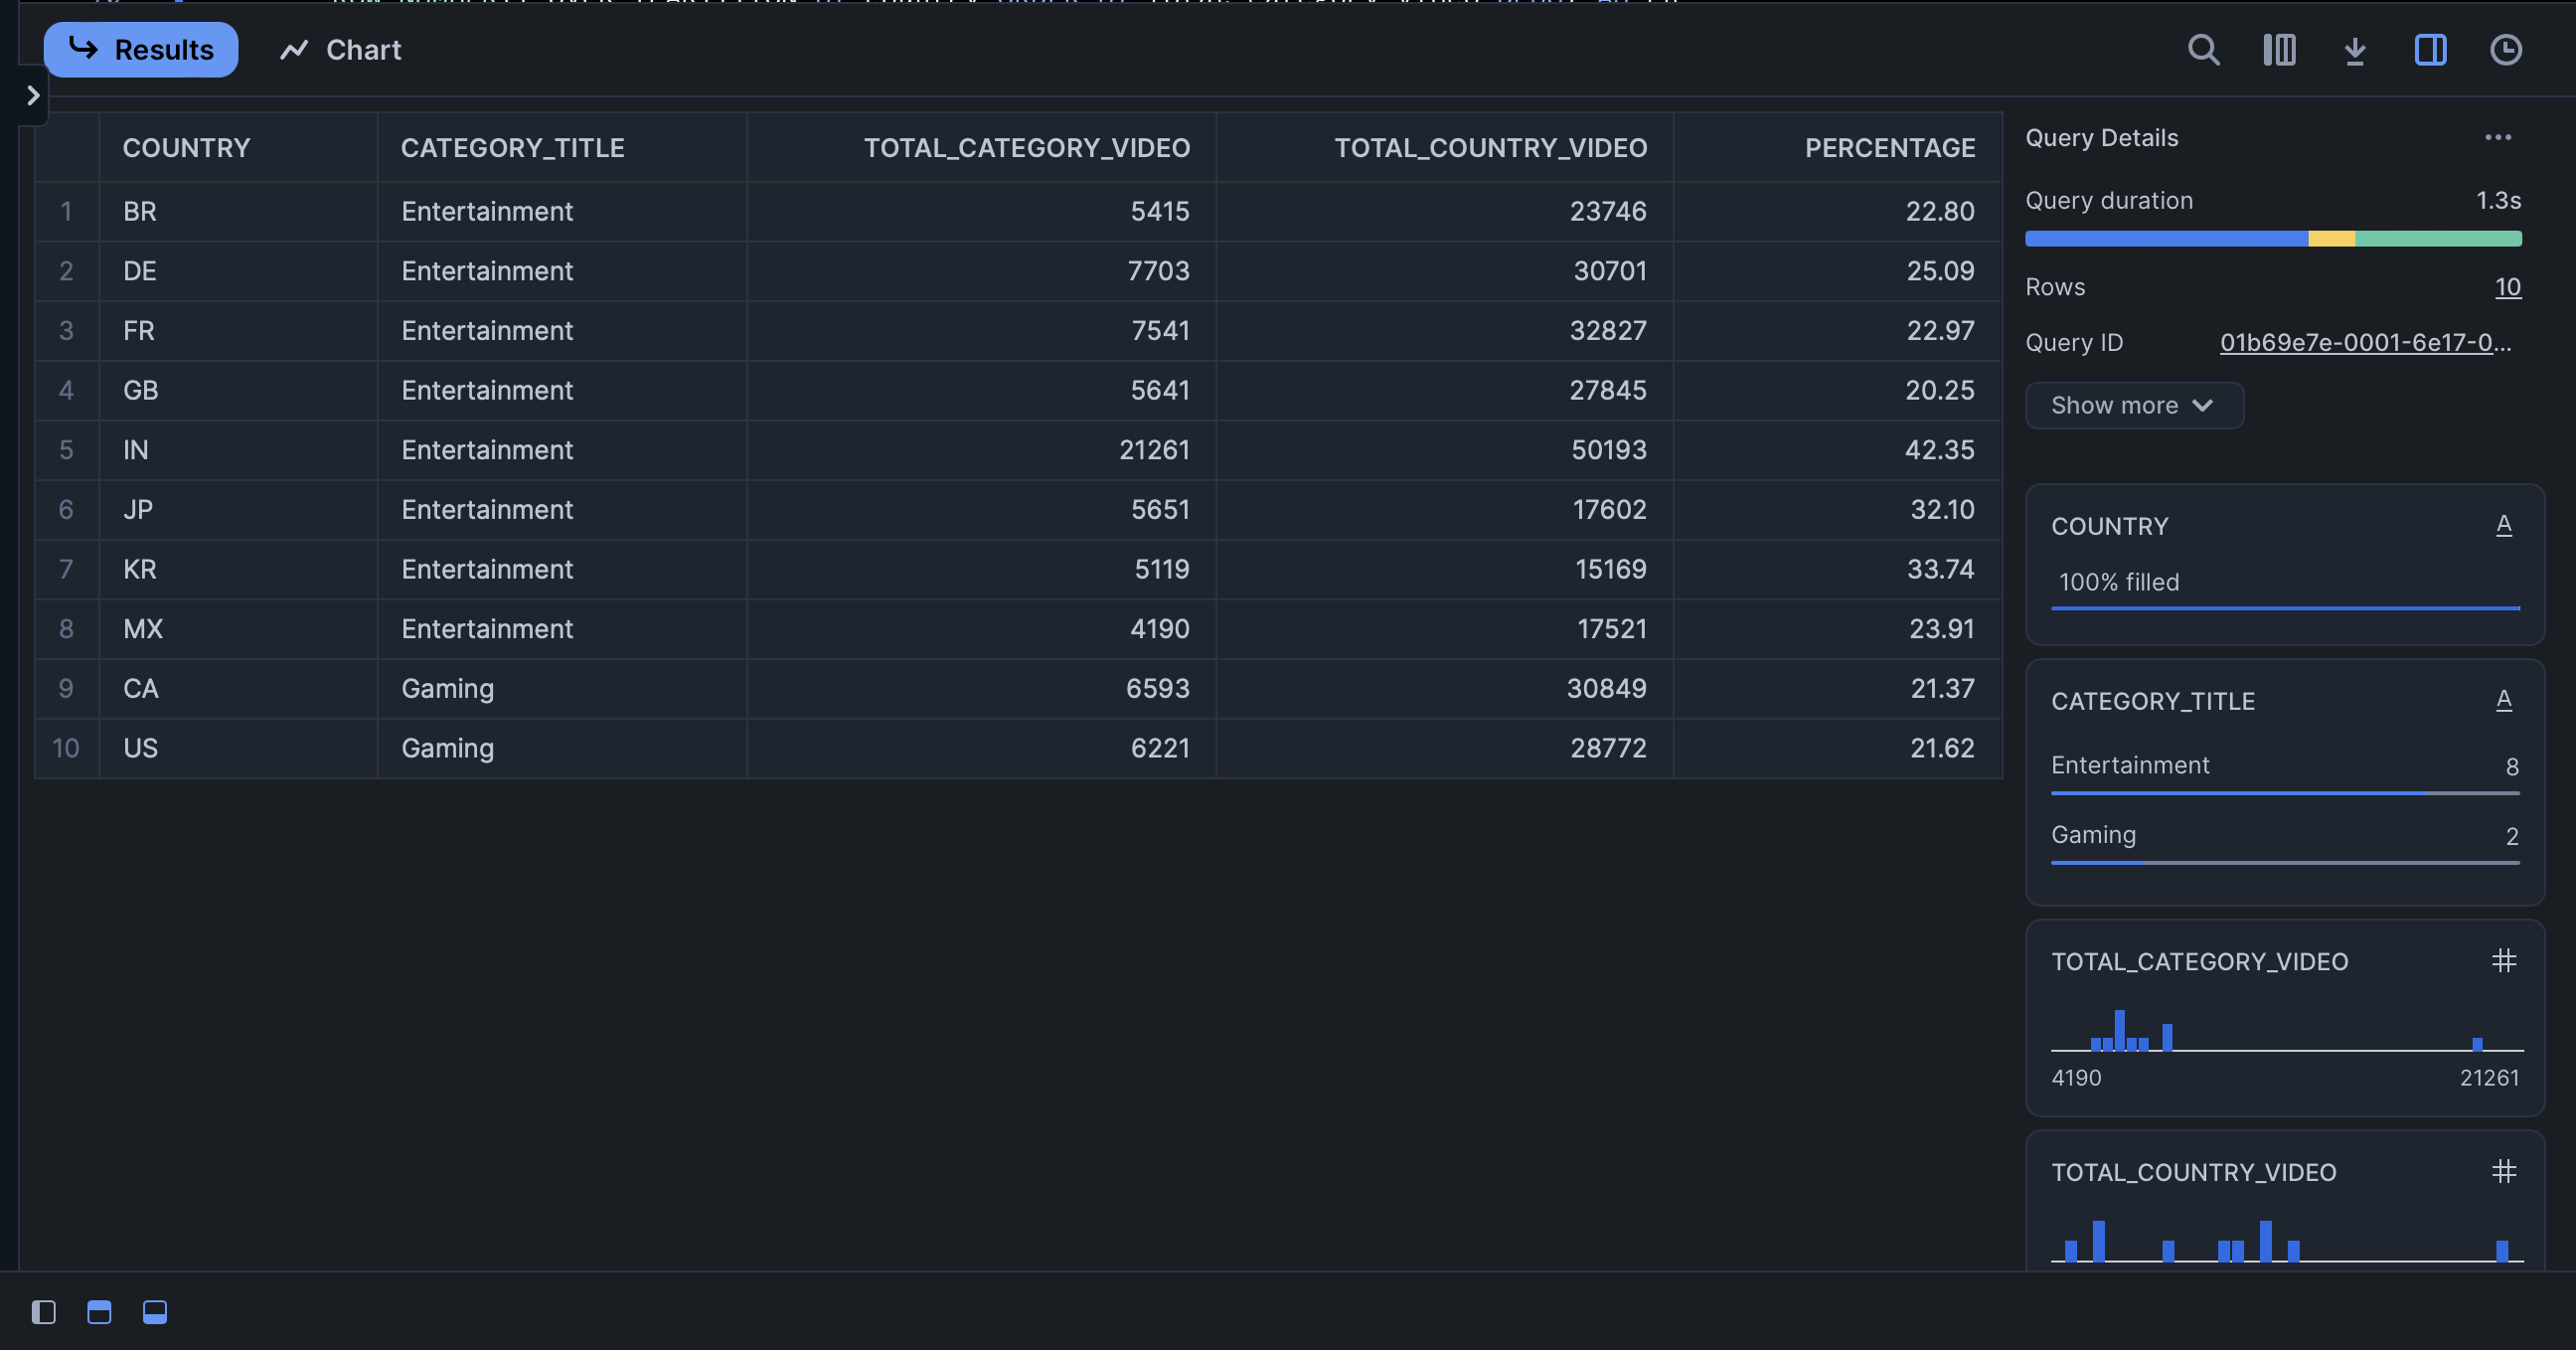 Results Chart
COUNTRY CATEGORY_TITLE TOTAL_CATEGORY_VIDEO TOTAL_COUNTRY_VIDEO PERCENTAGE
1 BR Entertainment 5415 23746 22.80
2 DE Entertainment 7703 30701 25.09
3 FR Entertainment 7541 32827 22.97
4 GB Entertainment 5641 27845 20.25
5 IN Entertainment 21261 50193 42.35
6 JP Entertainment 5651 17602 32.10
7 KR Entertainment 5119 15169 33.74
8 MX Entertainment 4190 17521 23.91
9 CA Gaming 6593 30849 21.37
10 US Gaming 6221 28772 21.62
Query Details ...
Query duration 1.3s
Rows 10
Query ID 01b69e7e-0001-6e17-0...
Show more
COUNTRY A
100% filled
CATEGORY_TITLE A
Entertainment 8
Gaming 2
TOTAL_CATEGORY_VIDEO #
4190 21261
TOTAL_COUNTRY_VIDEO #